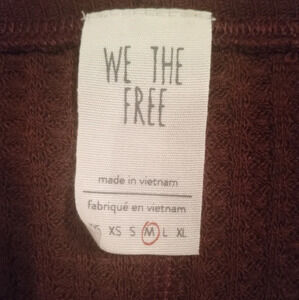 WE THE
FREE
made in vietnam
fabriqué en vietnam
XS S M L XL